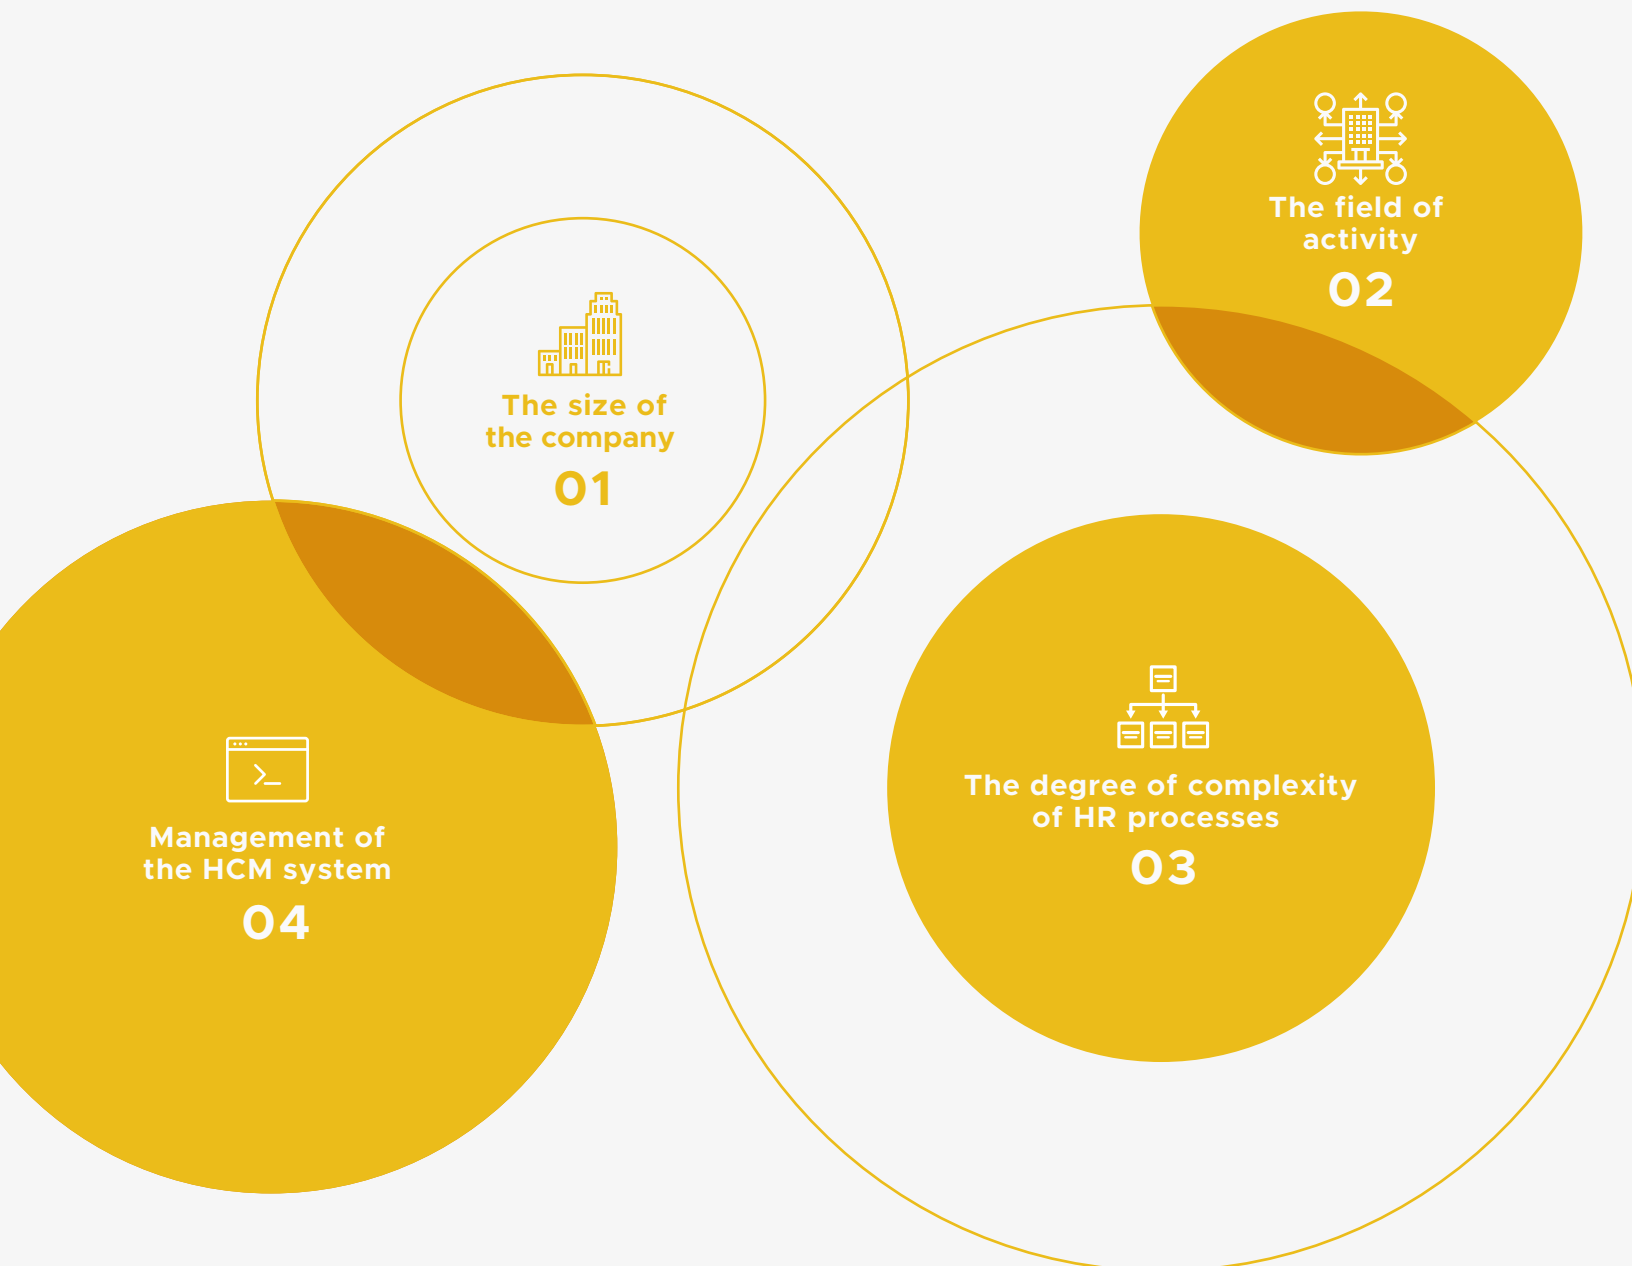 The size of
the company
01
The field of
activity
02
The degree of complexity
of HR processes
03
Management of
the HCM system
04